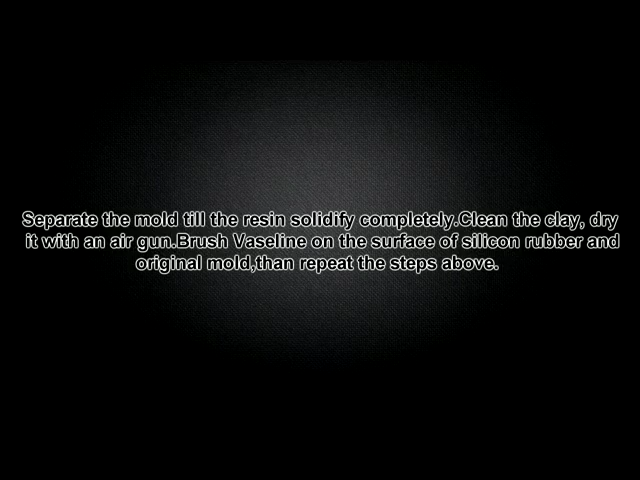 Separate the mold till the resin solidify completely.Clean the clay, dry
it with an air gun.Brush Vaseline on the surface of silicon rubber and
original mold,than repeat the steps above.